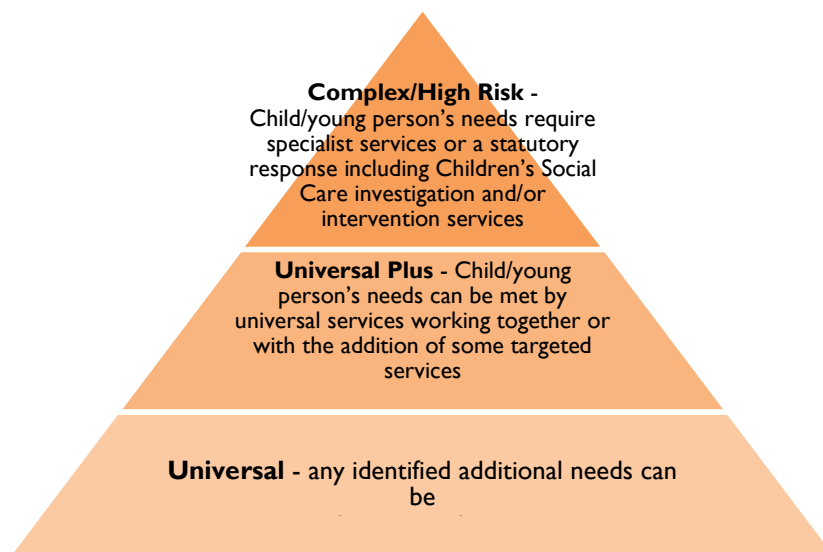 Complex/High Risk -
Child/young person's needs require
specialist services or a statutory
response including Children's Social
Care investigation and/or
intervention services
Universal Plus - Child/young
person's needs can be met by
universal services working together or
with the addition of some targeted
services
Universal - any identified additional needs can
be